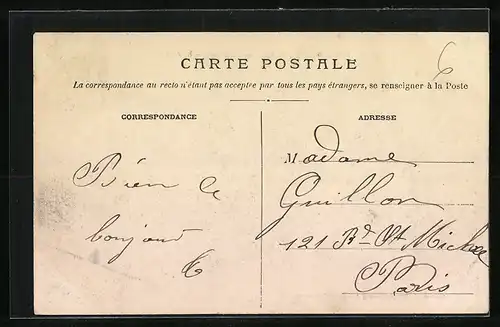 6
CARTE POSTALE
La correspondance au recto n'étant pas acceptée par tous les pays étrangers, se renseigner à la Poste
CORRESPONDANCE
Bien le
bonjour
ADRESSE
Madame
Guillon
121 Bd St Michel
Paris